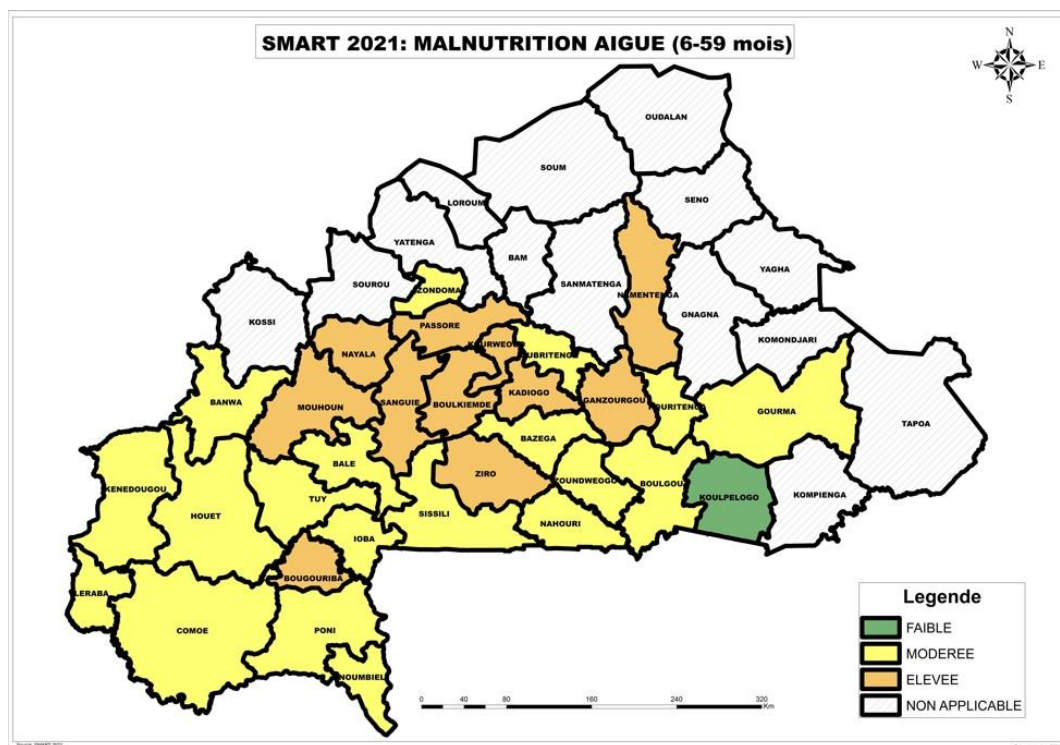 SMART 2021: MALNUTRITION AIGUE (6-59 mois)
N
W E
S
OUDALAN
SOUM
SENO
LOROUM
YATENGA
BAM
YAGHA
SOUROU
SANMATENGA
ZONDOMA
NAMENTENGA
GNAGNA
KOSSI
PASSORE
KOMONDJARI
KOURWEOGO
NAYALA
OUBRITENGA
BANWA
MOUHOUN
SANGUIE
BOULKIEMDE
KADIOGO
GANZOURGOU
KOURITENGA
GOURMA
TAPOA
BAZEGA
BALE
ZIRO
ZOUNDWEOGO
BOULGOU
KENEDOUGOU
TUY
KOULPELOGO
KOMPIENGA
HOUET
SISSILI
NAHOURI
IOBA
BOUGOURIBA
LERABA
COMOE
PONI
NOUMBIEL
Legende
FAIBLE
MODEREE
ELEVEE
NON APPLICABLE
0 40 80 160 240 320
Km